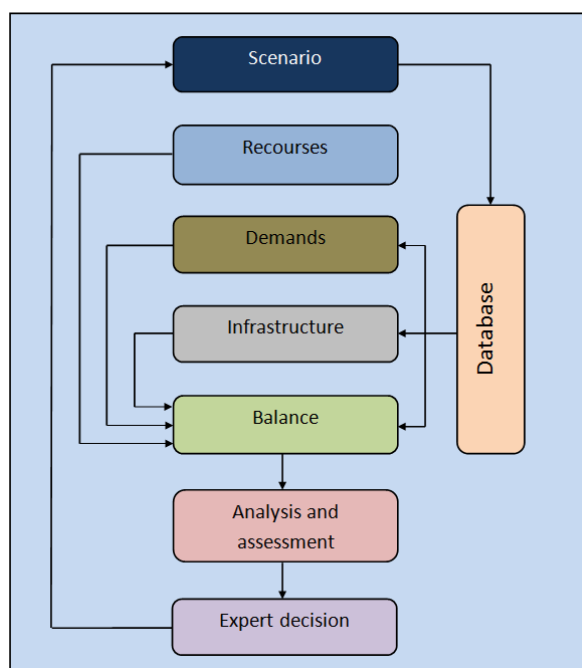 Scenario
Recourses
Demands
Infrastructure
Balance
Analysis and
assessment
Expert decision
Database